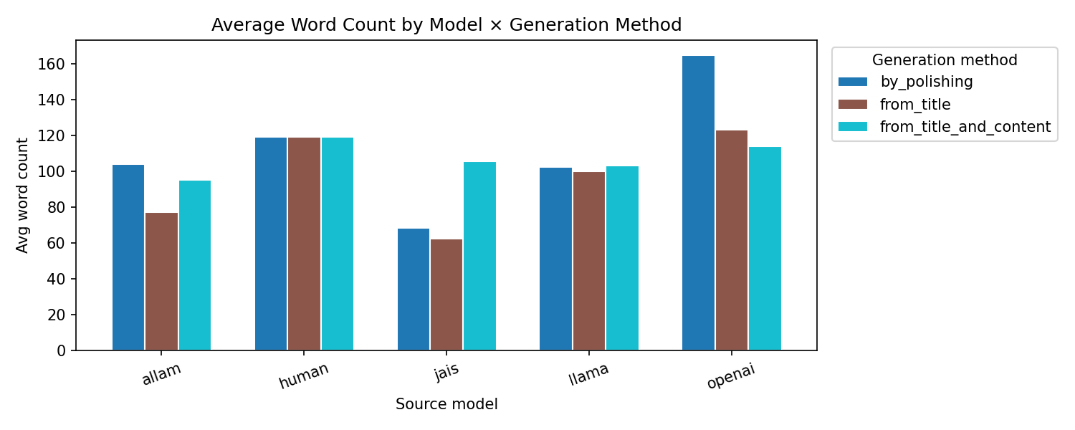 Average Word Count by Model × Generation Method
Avg word count
160
140
120
100
80
60
40
20
0
allam
human
jais
llama
openai
Source model
Generation method
by_polishing
from_title
from_title_and_content